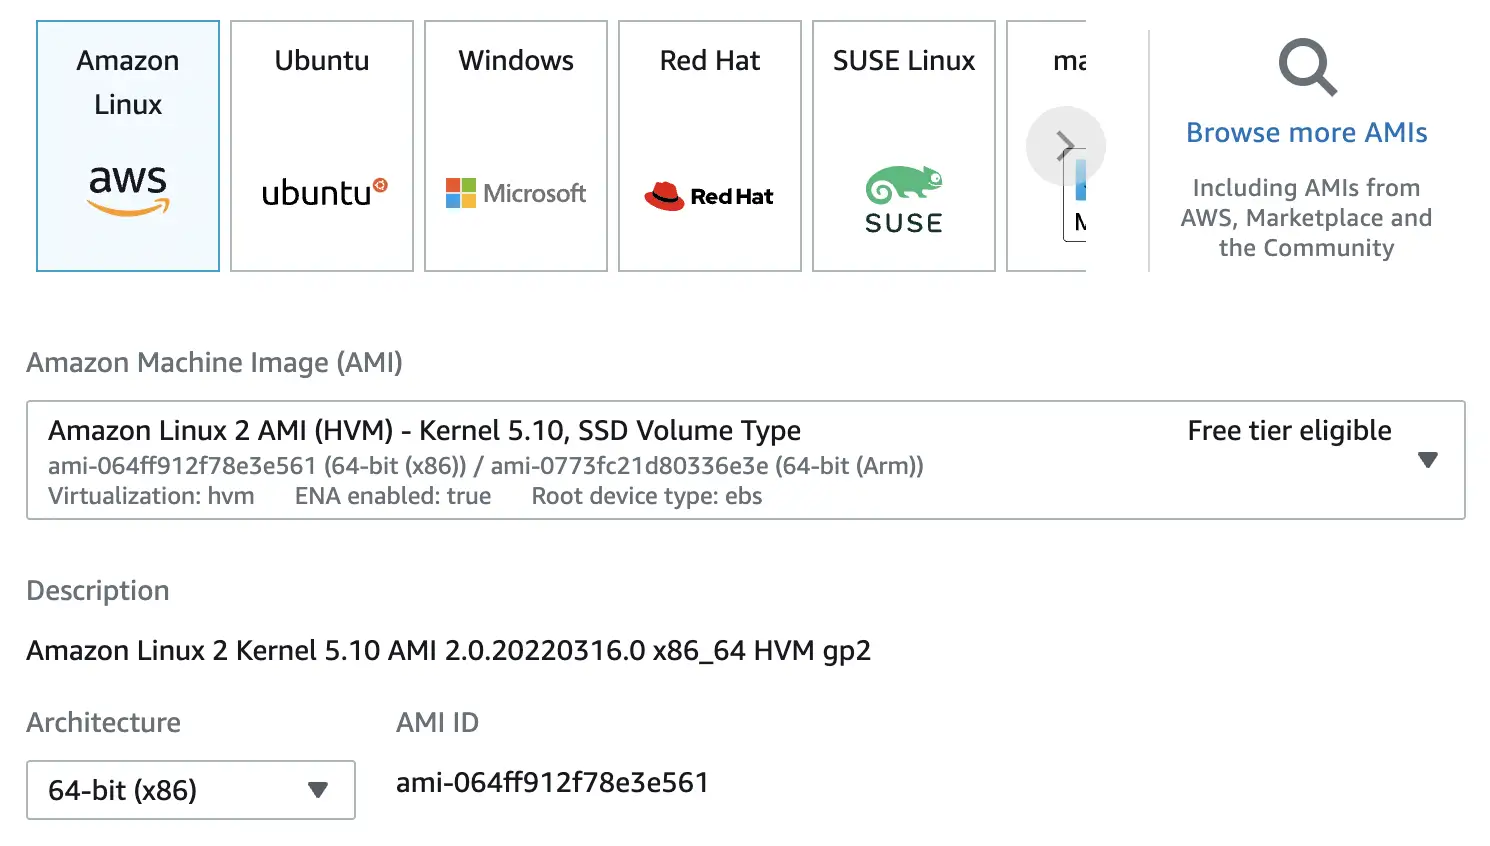 Amazon
Linux
aws
Ubuntu
ubuntu
Windows
Microsoft
Red Hat
Red Hat
SUSE Linux
SUSE
Browse more AMIs
Including AMIs from
AWS, Marketplace and
the Community
Amazon Machine Image (AMI)
Amazon Linux 2 AMI (HVM) - Kernel 5.10, SSD Volume Type Free tier eligible
ami-064ff912f78e3e561 (64-bit (x86)) / ami-0773fc21d80336e3e (64-bit (Arm))
Virtualization: hvm ENA enabled: true Root device type: ebs
Description
Amazon Linux 2 Kernel 5.10 AMI 2.0.20220316.0 x86_64 HVM gp2
Architecture
64-bit (x86)
AMI ID
ami-064ff912f78e3e561